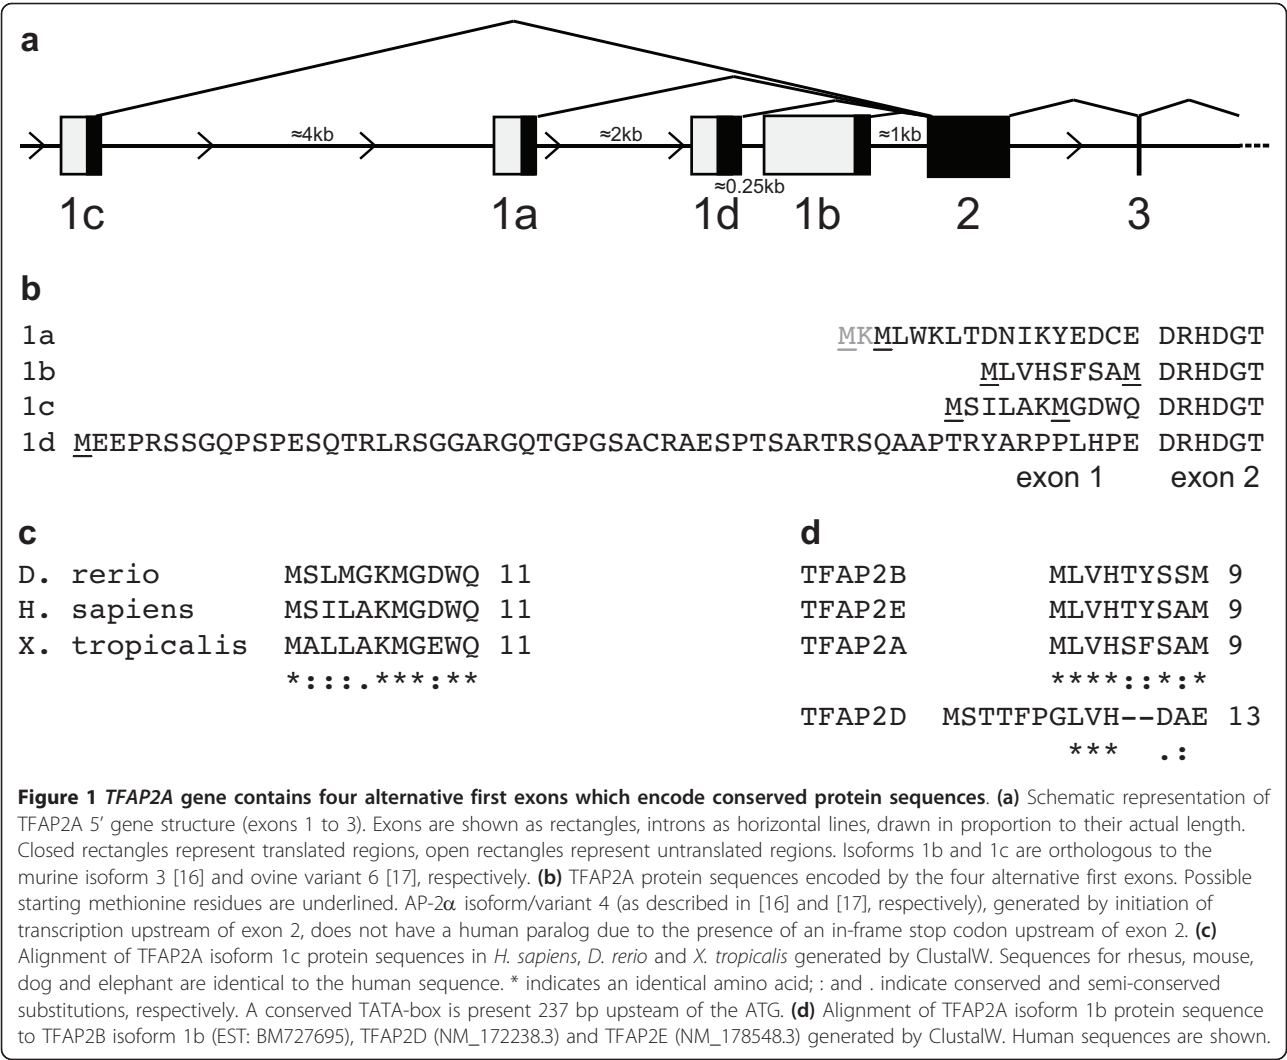 a
≈4kb ≈2kb ≈1kb
≈0.25kb
1c 1a 1d 1b 2 3
b
1a MKMLWKLTDNIKYEDCE DRHDGT
1b MLVHSFSAM DRHDGT
1c MSILAKMGDWQ DRHDGT
1d MEEPRSSGQPSPESQTRLRSGGARGQTGPGSACRAESPTSARTRSQAAPTRYARPPLHPE DRHDGT
exon 1 exon 2
c
D. rerio MSLMGKMGDWQ 11
H. sapiens MSILAKMGDWQ 11
X. tropicalis MALLAKMGEWQ 11
*:::.***:**
d
TFAP2B MLVHTYSSM 9
TFAP2E MLVHTYSAM 9
TFAP2A MLVHSFSAM 9
****::*:*
TFAP2D MSTTFPGLVH--DAE 13
*** .:
Figure 1 TFAP2A gene contains four alternative first exons which encode conserved protein sequences. (a) Schematic representation of
TFAP2A 5' gene structure (exons 1 to 3). Exons are shown as rectangles, introns as horizontal lines, drawn in proportion to their actual length.
Closed rectangles represent translated regions, open rectangles represent untranslated regions. Isoforms 1b and 1c are orthologous to the
murine isoform 3 [16] and ovine variant 6 [17], respectively. (b) TFAP2A protein sequences encoded by the four alternative first exons. Possible
starting methionine residues are underlined. AP-2α isoform/variant 4 (as described in [16] and [17], respectively), generated by initiation of
transcription upstream of exon 2, does not have a human paralog due to the presence of an in-frame stop codon upstream of exon 2. (c)
Alignment of TFAP2A isoform 1c protein sequences in H. sapiens, D. rerio and X. tropicalis generated by ClustalW. Sequences for rhesus, mouse,
dog and elephant are identical to the human sequence. * indicates an identical amino acid; : and . indicate conserved and semi-conserved
substitutions, respectively. A conserved TATA-box is present 237 bp upsteam of the ATG. (d) Alignment of TFAP2A isoform 1b protein sequence
to TFAP2B isoform 1b (EST: BM727695), TFAP2D (NM_172238.3) and TFAP2E (NM_178548.3) generated by ClustalW. Human sequences are shown.